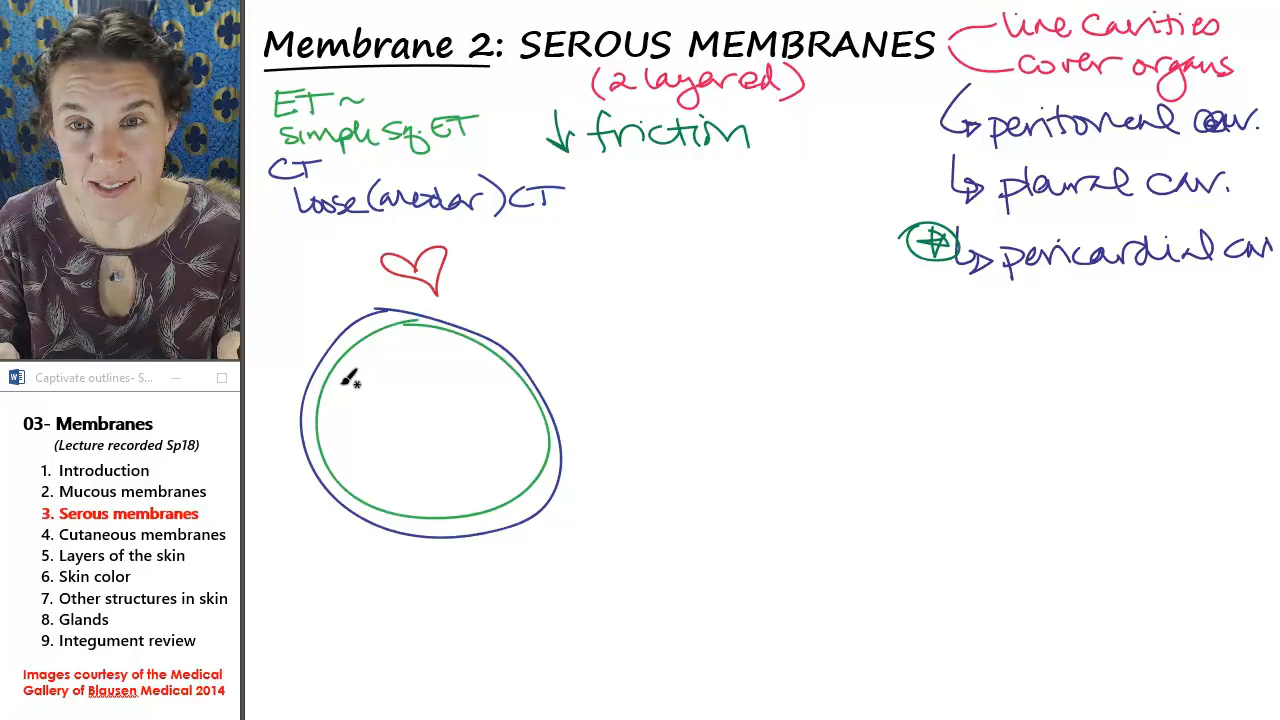 Membrane 2: SEROUS MEMBRANES
line cavities
cover organs
(2 layered)
ET ~
simple Sq. ET
↓ friction
CT
loose (areolar) CT
peritoneal cav.
plaural cav.
pericardial cav
Captivate outlines- S...
03- Membranes
(Lecture recorded Sp18)
1. Introduction
2. Mucous membranes
3. Serous membranes
4. Cutaneous membranes
5. Layers of the skin
6. Skin color
7. Other structures in skin
8. Glands
9. Integument review
Images courtesy of the Medical
Gallery of Blausen Medical 2014